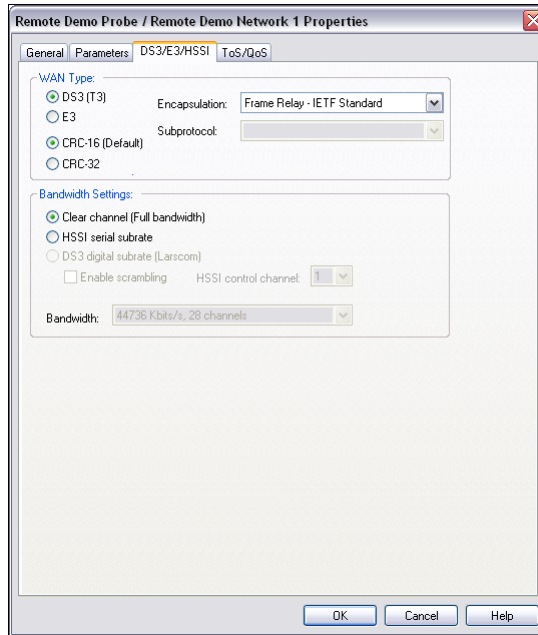 Remote Demo Probe / Remote Demo Network 1 Properties
General Parameters DS3/E3/HSSI ToS/QoS
WAN Type:
DS3 (T3)
Encapsulation: Frame Relay - IETF Standard
E3
Subprotocol:
CRC-16 (Default)
CRC-32
Bandwidth Settings:
Clear channel (Full bandwidth)
HSSI serial subrate
DS3 digital subrate (Larscom)
Enable scrambling HSSI control channel: 1
Bandwidth: 44736 Kbits/s, 28 channels
OK Cancel Help